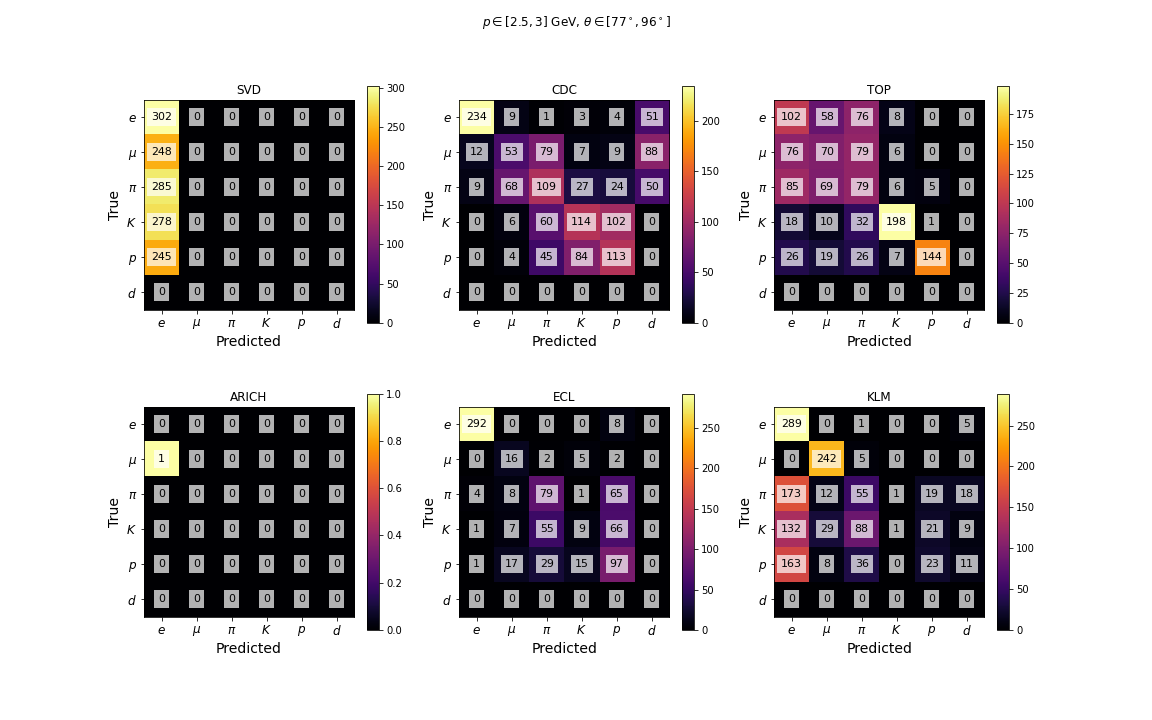 p ∈ [2.5, 3] GeV, θ ∈ [77°, 96°]
SVD
True
e 302 0 0 0 0 0
μ 248 0 0 0 0 0
π 285 0 0 0 0 0
K 278 0 0 0 0 0
p 245 0 0 0 0 0
d 0 0 0 0 0 0
e μ π K p d
Predicted
300
250
200
150
100
50
0
CDC
True
e 234 9 1 3 4 51
μ 12 53 79 7 9 88
π 9 68 109 27 24 50
K 0 6 60 114 102 0
p 0 4 45 84 113 0
d 0 0 0 0 0 0
e μ π K p d
Predicted
200
150
100
50
0
TOP
True
e 102 58 76 8 0 0
μ 76 70 79 6 0 0
π 85 69 79 6 5 0
K 18 10 32 198 1 0
p 26 19 26 7 144 0
d 0 0 0 0 0 0
e μ π K p d
Predicted
175
150
125
100
75
50
25
0
ARICH
True
e 0 0 0 0 0 0
μ 1 0 0 0 0 0
π 0 0 0 0 0 0
K 0 0 0 0 0 0
p 0 0 0 0 0 0
d 0 0 0 0 0 0
e μ π K p d
Predicted
1.0
0.8
0.6
0.4
0.2
0.0
ECL
True
e 292 0 0 0 8 0
μ 0 16 2 5 2 0
π 4 8 79 1 65 0
K 1 7 55 9 66 0
p 1 17 29 15 97 0
d 0 0 0 0 0 0
e μ π K p d
Predicted
250
200
150
100
50
0
KLM
True
e 289 0 1 0 0 5
μ 0 242 5 0 0 0
π 173 12 55 1 19 18
K 132 29 88 1 21 9
p 163 8 36 0 23 11
d 0 0 0 0 0 0
e μ π K p d
Predicted
250
200
150
100
50
0